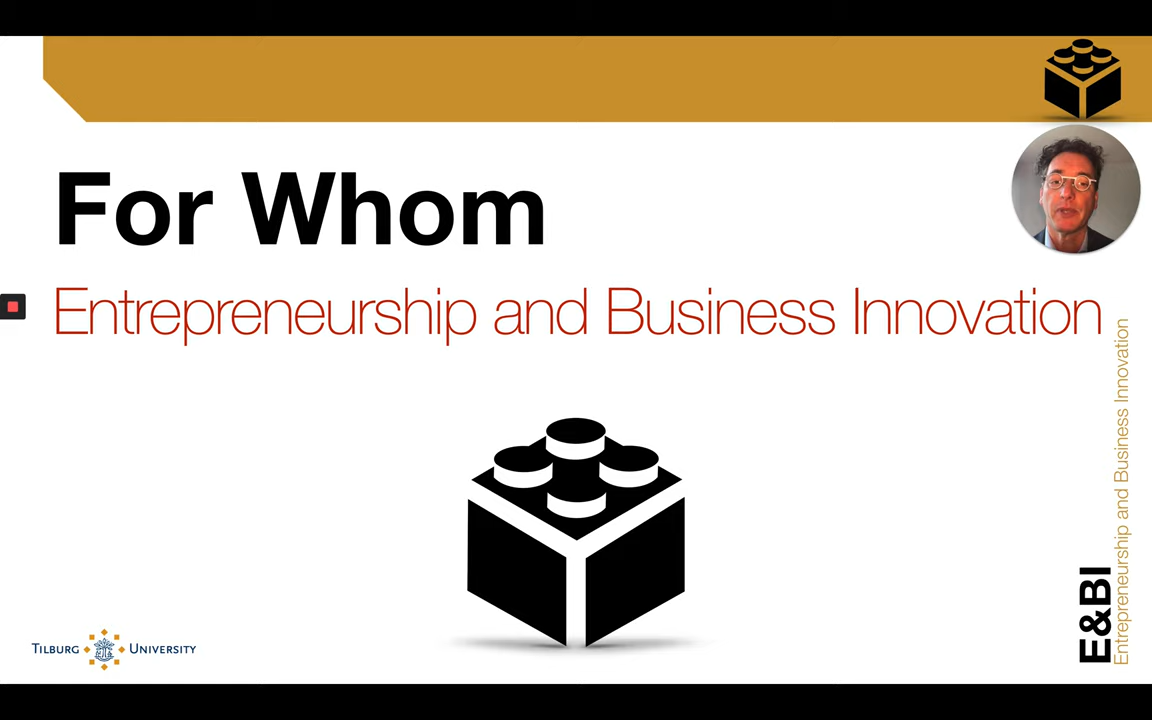 For Whom
Entrepreneurship and Business Innovation
E&BI
Entrepreneurship and Business Innovation
TILBURG UNIVERSITY